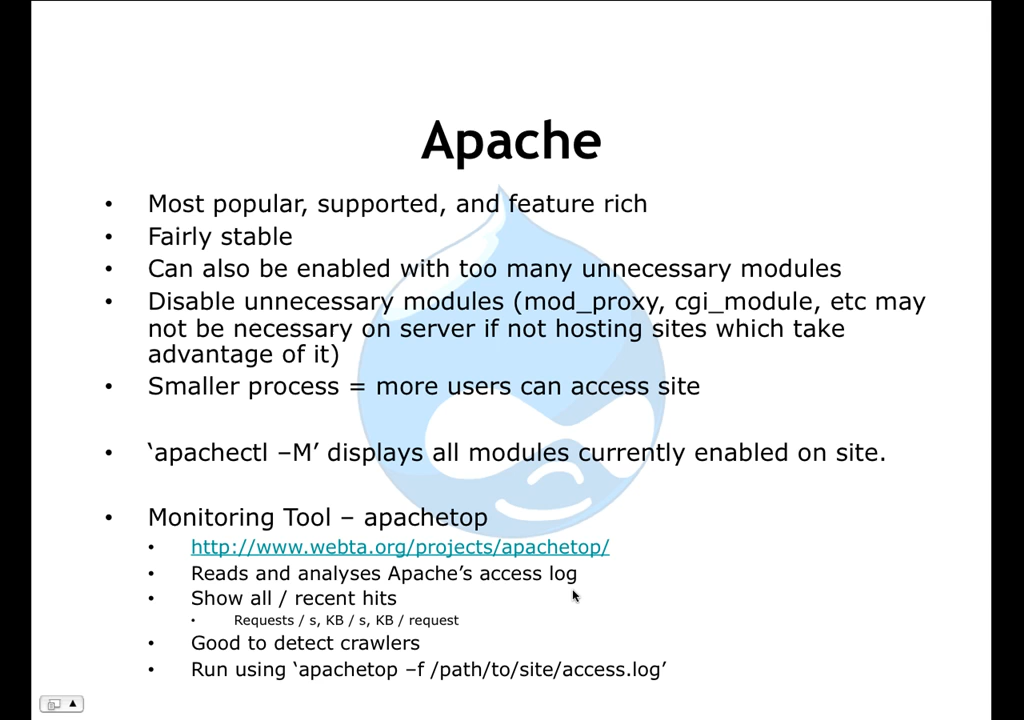 Apache
• Most popular, supported, and feature rich
• Fairly stable
• Can also be enabled with too many unnecessary modules
• Disable unnecessary modules (mod_proxy, cgi_module, etc may
not be necessary on server if not hosting sites which take
advantage of it)
• Smaller process = more users can access site
• ‘apachectl –M’ displays all modules currently enabled on site.
• Monitoring Tool – apachetop
• http://www.webta.org/projects/apachetop/
• Reads and analyses Apache’s access log
• Show all / recent hits
• Requests / s, KB / s, KB / request
• Good to detect crawlers
• Run using ‘apachetop –f /path/to/site/access.log’